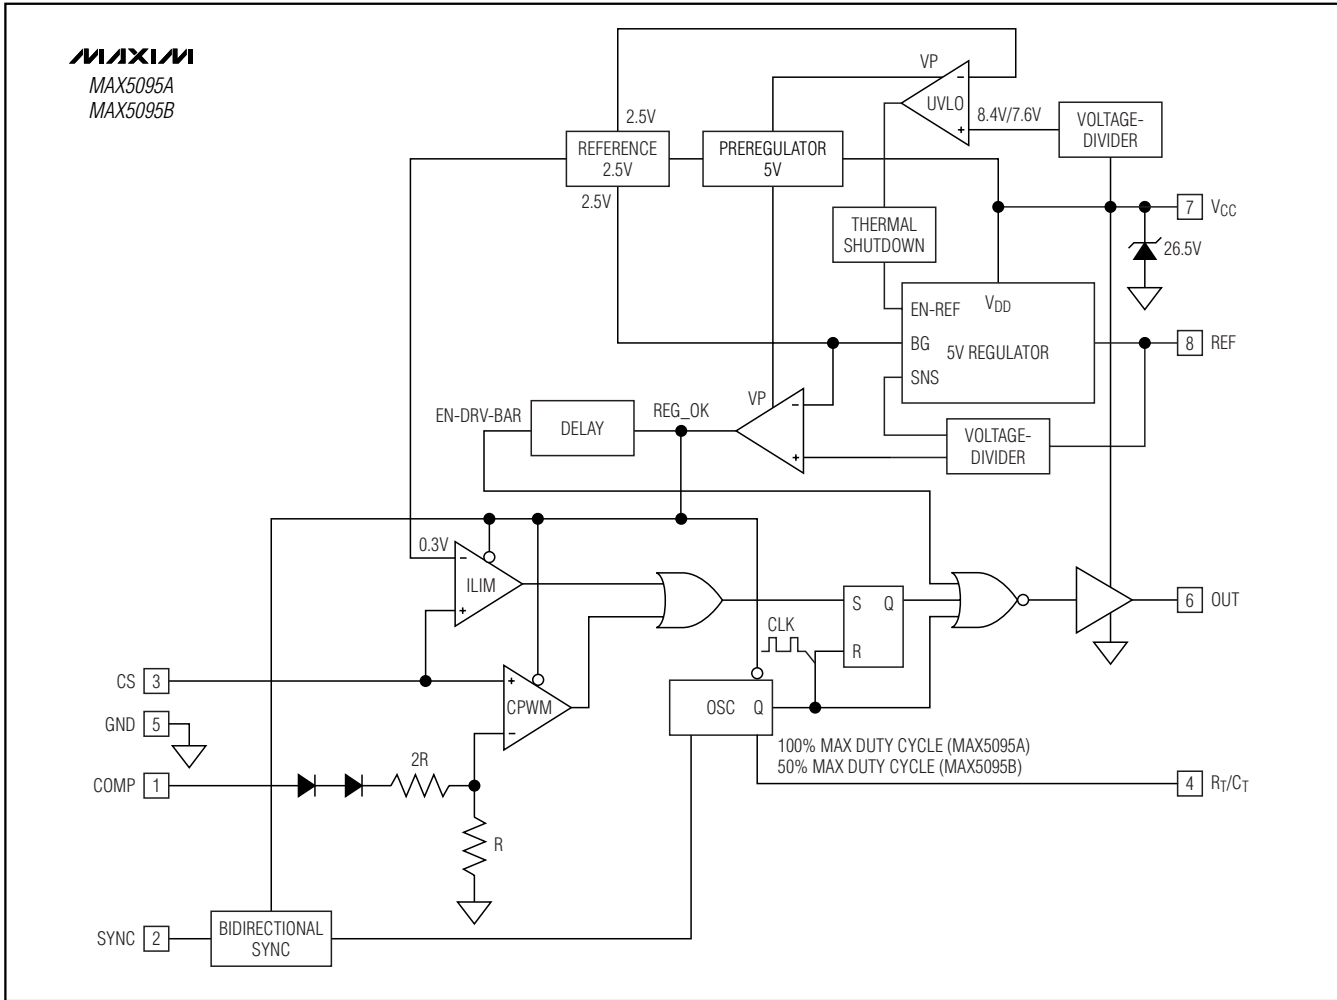 MAXIM
MAX5095A
MAX5095B
VP
−
UVLO
+
8.4V/7.6V
VOLTAGE-
DIVIDER
2.5V
REFERENCE
2.5V
2.5V
PREREGULATOR
5V
THERMAL
SHUTDOWN
7
VCC
26.5V
EN-REF
VDD
BG
5V REGULATOR
SNS
8
REF
VP
−
+
EN-DRV-BAR
DELAY
REG_OK
VOLTAGE-
DIVIDER
0.3V
−
ILIM
+
S
Q
R
CLK
6
OUT
CS
3
+
CPWM
−
OSC
Q
GND
5
100% MAX DUTY CYCLE (MAX5095A)
50% MAX DUTY CYCLE (MAX5095B)
COMP
1
2R
4
RT/CT
R
SYNC
2
BIDIRECTIONAL
SYNC